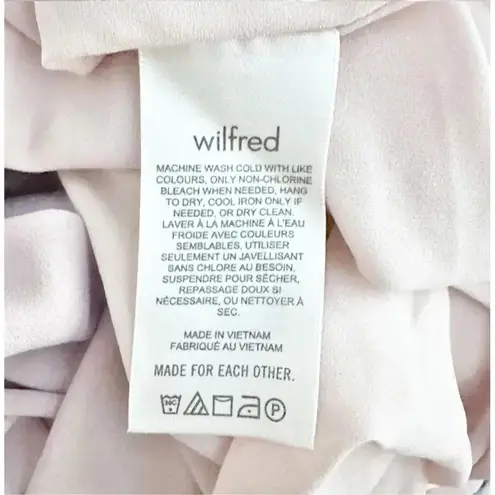 wilfred
MACHINE WASH COLD WITH LIKE
COLOURS, ONLY NON-CHLORINE
BLEACH WHEN NEEDED, HANG
TO DRY, COOL IRON ONLY IF
NEEDED, OR DRY CLEAN.
LAVER À LA MACHINE À L'EAU
FROIDE AVEC COULEURS
SEMBLABLES, UTILISER
SEULEMENT UN JAVELLISANT
SANS CHLORE AU BESOIN,
SUSPENDRE POUR SÉCHER,
REPASSAGE DOUX SI
NÉCESSAIRE, OU NETTOYER À
SEC.
MADE IN VIETNAM
FABRIQUÉ AU VIETNAM
MADE FOR EACH OTHER.
30C P